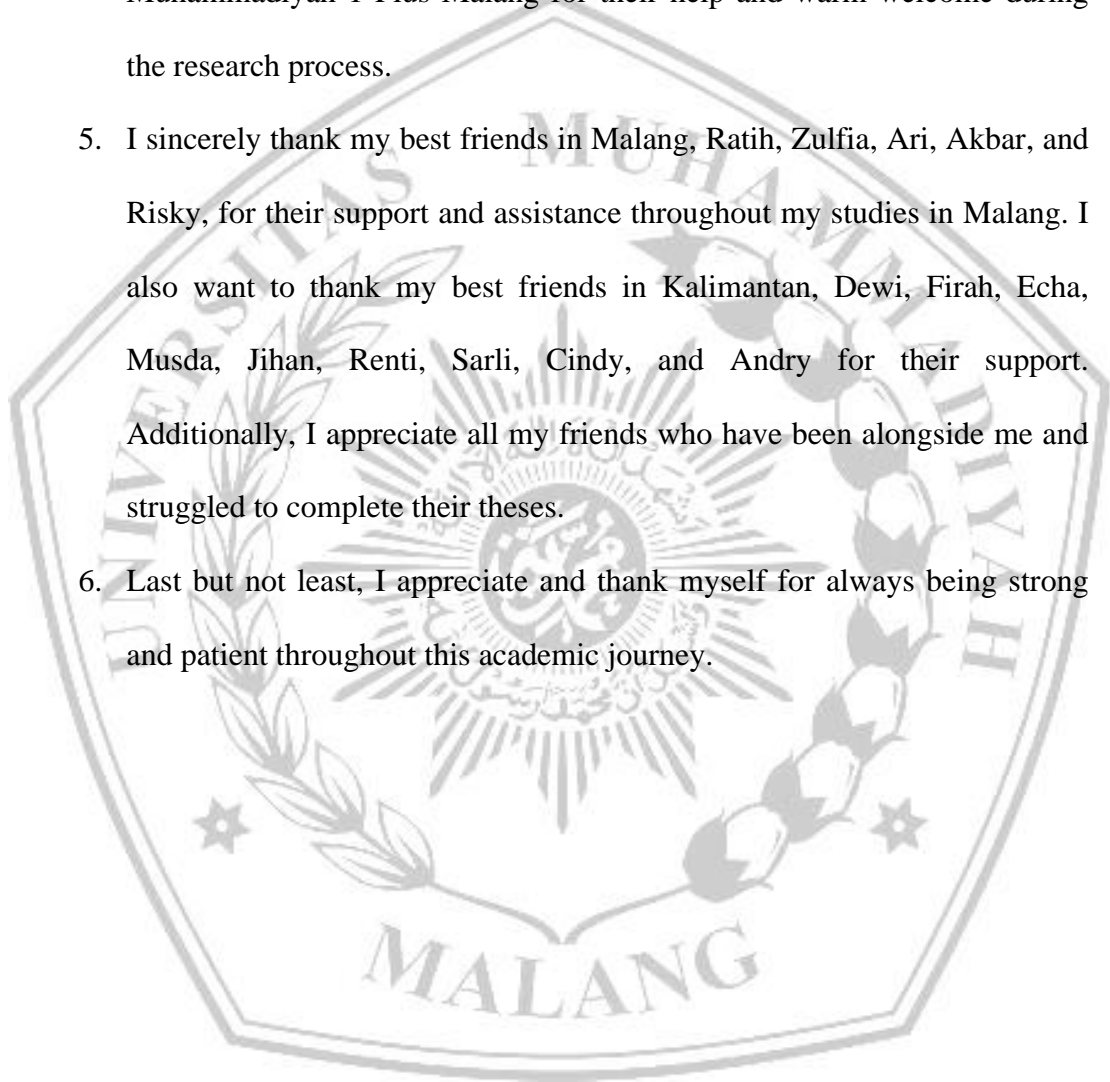 Muhammadiyah 1 Plus Malang for their help and warm welcome during
the research process.
5. I sincerely thank my best friends in Malang, Ratih, Zulfia, Ari, Akbar, and
Risky, for their support and assistance throughout my studies in Malang. I
also want to thank my best friends in Kalimantan, Dewi, Firah, Echa,
Musda, Jihan, Renti, Sarli, Cindy, and Andry for their support.
Additionally, I appreciate all my friends who have been alongside me and
struggled to complete their theses.
6. Last but not least, I appreciate and thank myself for always being strong
and patient throughout this academic journey.
UNIVERSITAS MUHAMMADIYAH
MALANG